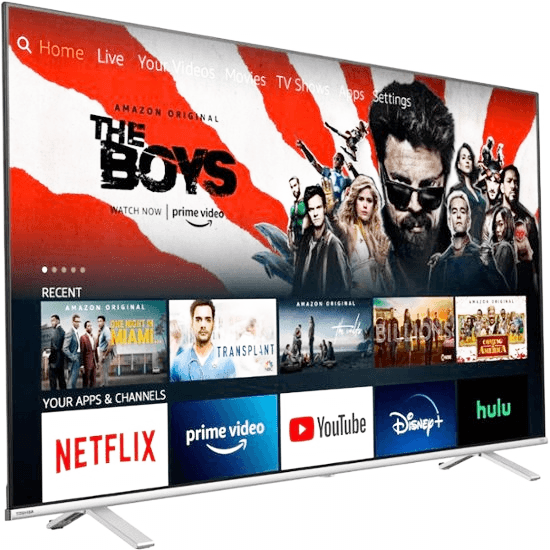 Home Live Your Videos Movies TV Shows Apps Settings
AMAZON ORIGINAL
THE
BOYS
WATCH NOW | prime video
RECENT
AMAZON ORIGINAL
ONE NIGHT IN
MIAMI...
TRANSPLANT
AMAZON ORIGINAL
BILLIONS
AMAZON ORIGINAL
COMING 2
AMERICA
YOUR APPS & CHANNELS
NETFLIX
prime video
YouTube
Disney+
hulu
TOSHIBA